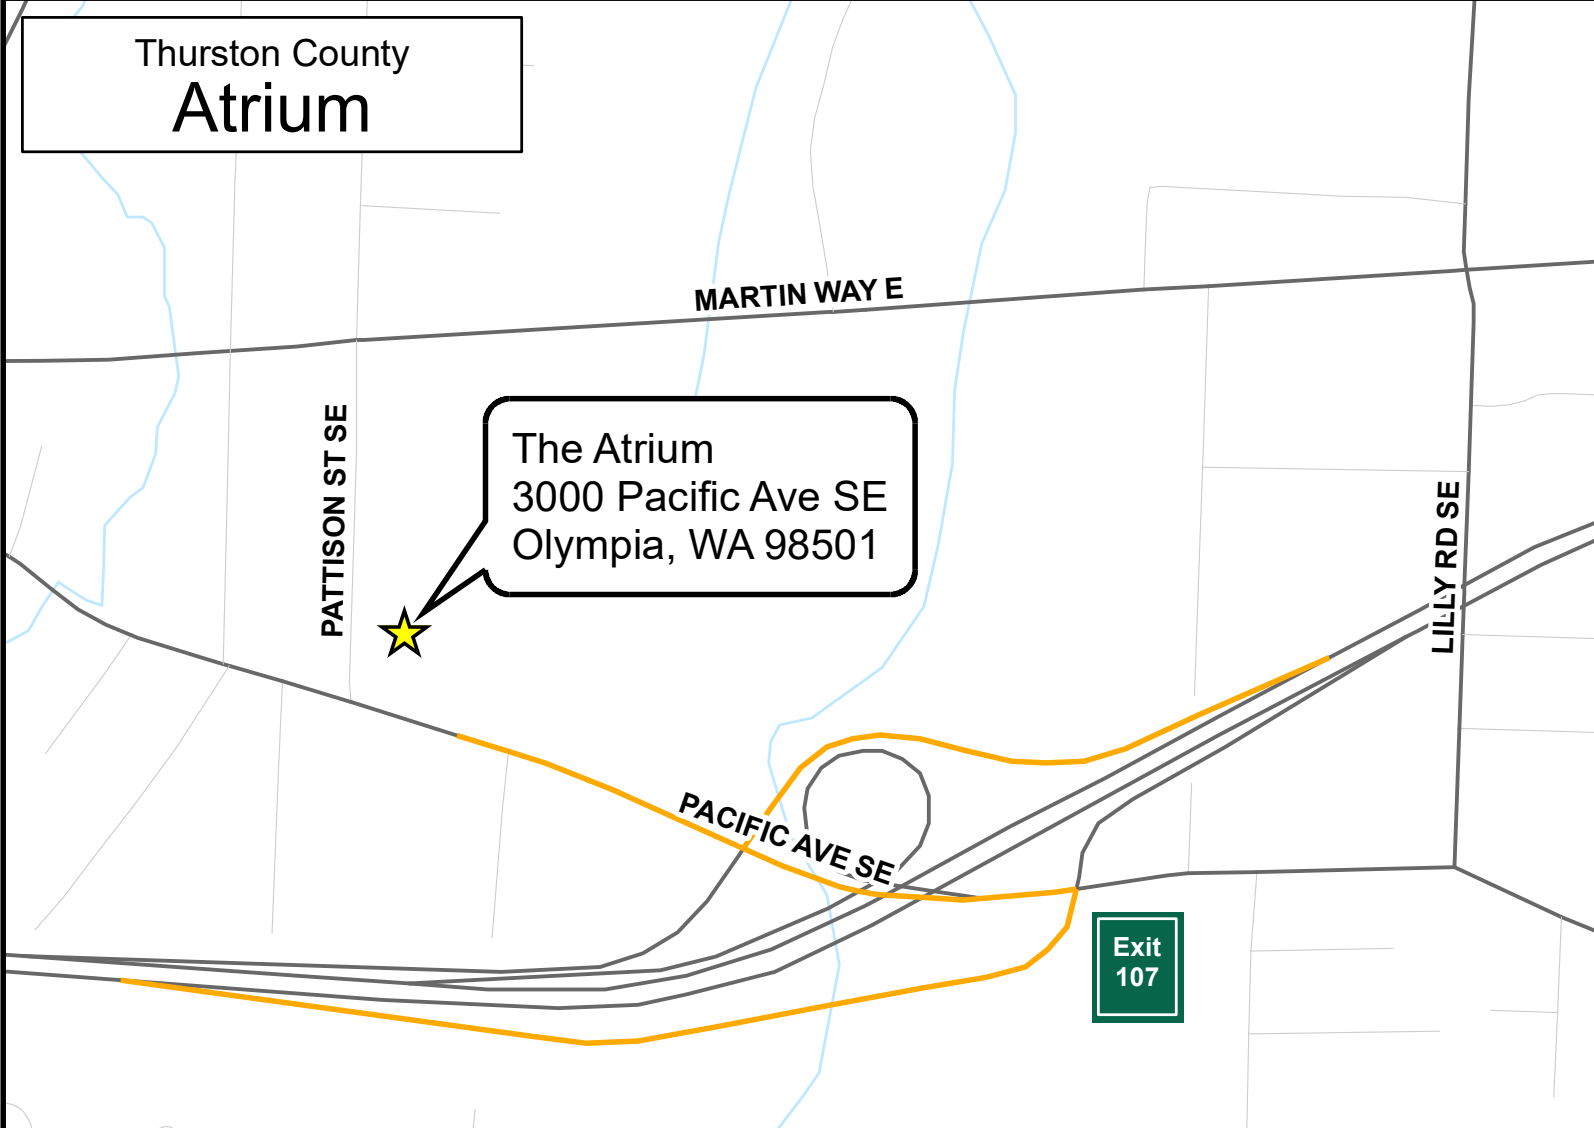 Thurston County
Atrium
MARTIN WAY E
PATTISON ST SE
The Atrium
3000 Pacific Ave SE
Olympia, WA 98501
LILLY RD SE
PACIFIC AVE SE
Exit
107